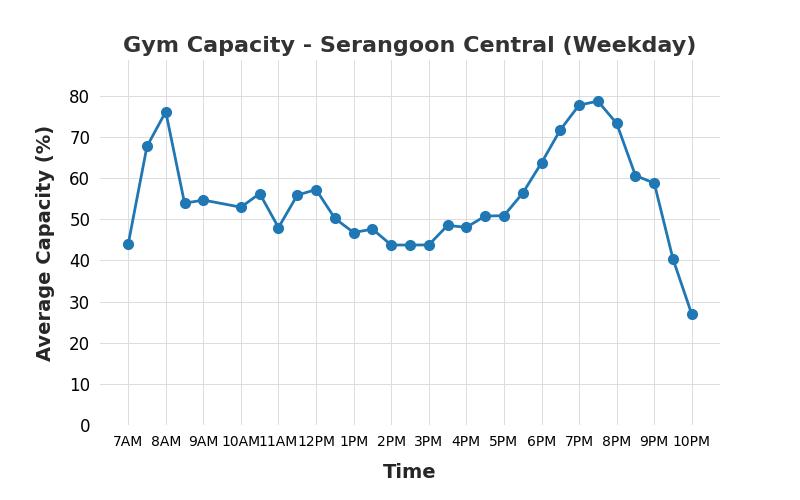 Gym Capacity - Serangoon Central (Weekday)
Average Capacity (%)
80
70
60
50
40
30
20
10
0
7AM 8AM 9AM 10AM 11AM 12PM 1PM 2PM 3PM 4PM 5PM 6PM 7PM 8PM 9PM 10PM
Time